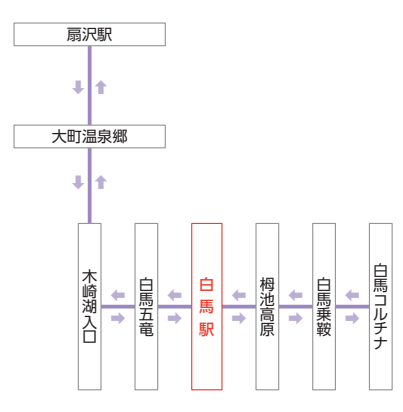 扇沢駅
大町温泉郷
木崎湖入口
白馬五竜
白馬駅
栂池高原
白馬乗鞍
白馬コルチナ